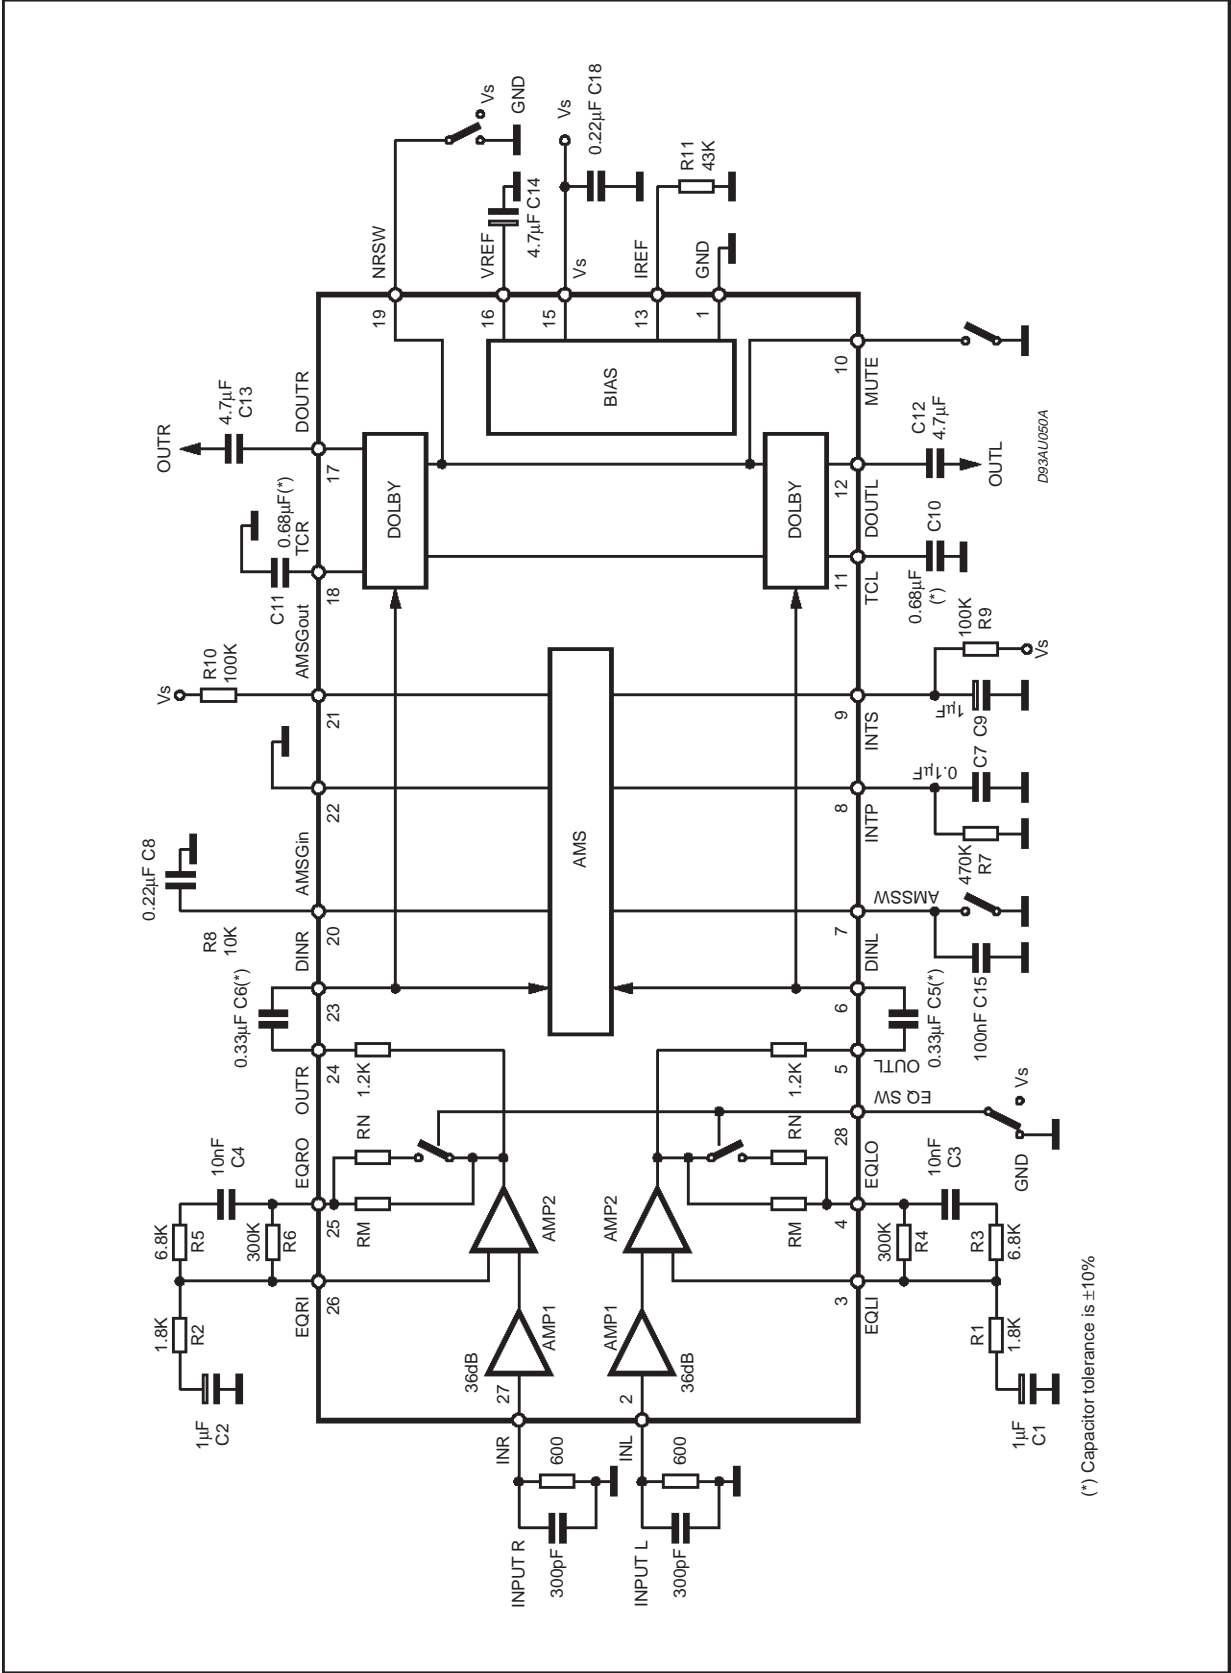 INPUT R
300pF
600
INR
27
36dB
AMP1
AMP2
INPUT L
300pF
600
INL
2
36dB
AMP1
AMP2
1µF
C2
1.8K
R2
6.8K
R5
10nF
C4
300K
R6
EQRI
26
EQRO
25
RM
RN
OUTR
24
1.2K
0.33µF C6(*)
DINR
23
R8
10K
20
0.22µF C8
AMSGin
22
Vs
R10
100K
21
AMSGout
C11
0.68µF(*)
TCR
18
OUTR
4.7µF
C13
DOUTR
17
NRSW
19
Vs
GND
VREF
16
4.7µF C14
Vs
15
Vs
0.22µF C18
IREF
13
R11
43K
GND
1
BIAS
DOLBY
DOLBY
AMS
1µF
C1
R1
1.8K
R3
6.8K
10nF
C3
300K
R4
EQLI
3
EQLO
4
RM
RN
28
EQ SW
GND
Vs
OUTL
5
1.2K
0.33µF C5(*)
DINL
6
AMSSW
7
100nF C15
470K
R7
INTP
8
0.1µF
C7
INTS
9
1µF
C9
100K
R9
Vs
TCL
11
0.68µF
(*)
C10
DOUTL
12
C12
4.7µF
OUTL
MUTE
10
D93AU050A
(*) Capacitor tolerance is ±10%